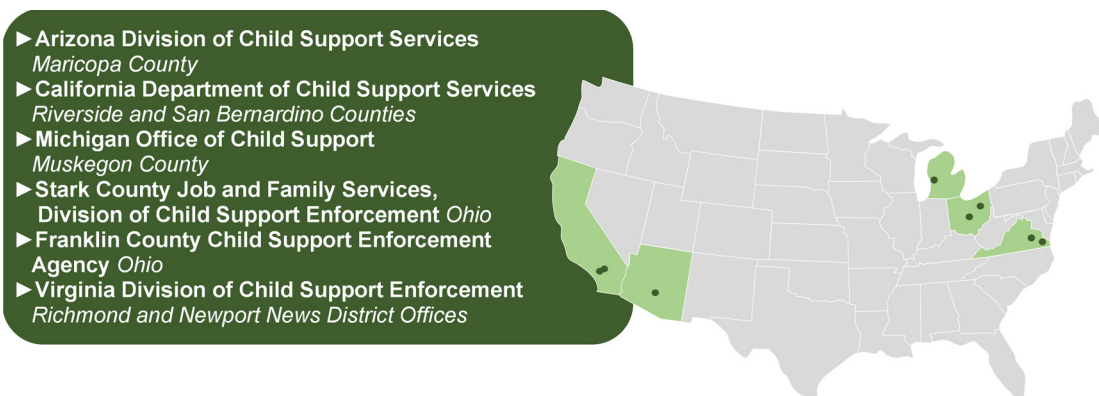 ►Arizona Division of Child Support Services
Maricopa County
►California Department of Child Support Services
Riverside and San Bernardino Counties
►Michigan Office of Child Support
Muskegon County
►Stark County Job and Family Services,
Division of Child Support Enforcement Ohio
►Franklin County Child Support Enforcement
Agency Ohio
►Virginia Division of Child Support Enforcement
Richmond and Newport News District Offices